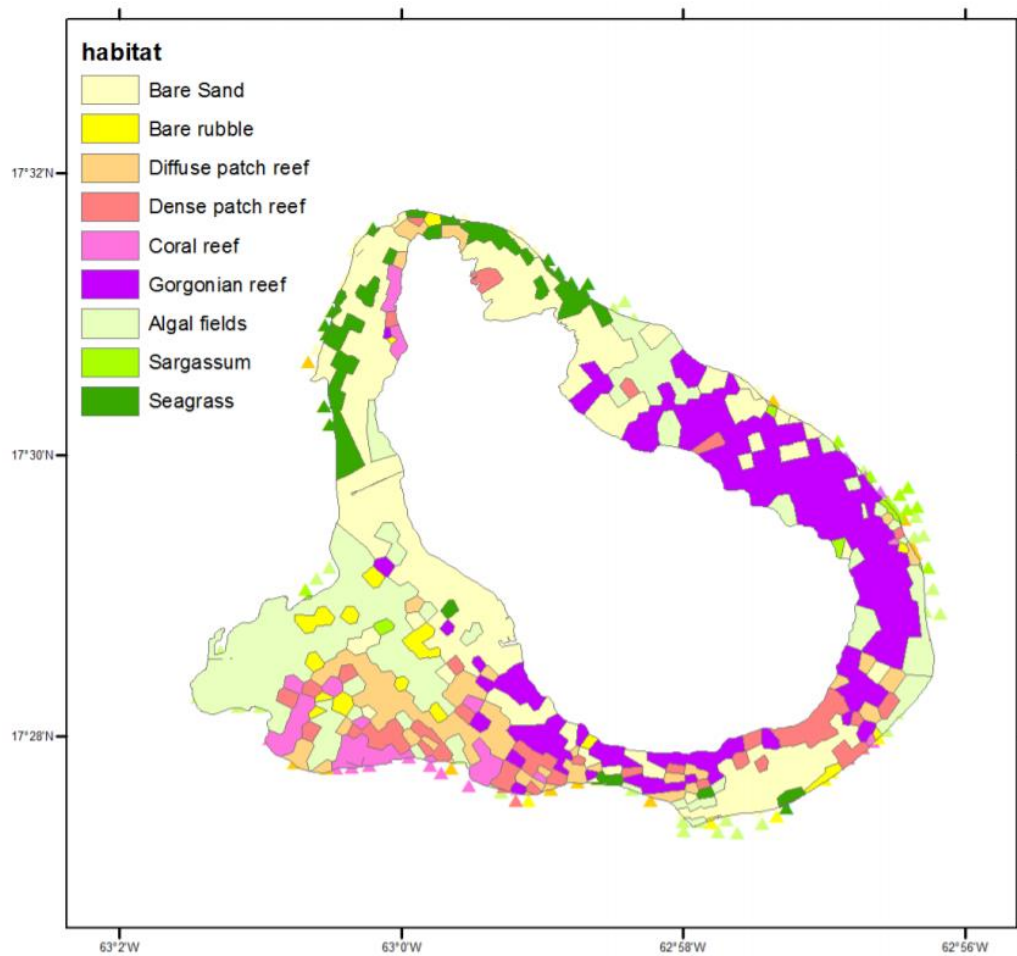 habitat
Bare Sand
Bare rubble
Diffuse patch reef
Dense patch reef
Coral reef
Gorgonian reef
Algal fields
Sargassum
Seagrass
17°32'N
17°30'N
17°28'N
63°2'W
63°0'W
62°58'W
62°56'W